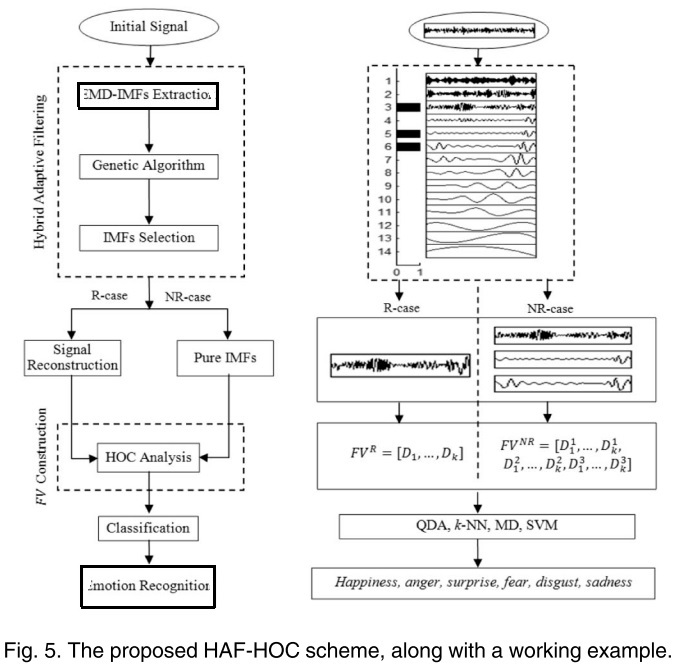 Initial Signal
Hybrid Adaptive Filtering
EMD-IMFs Extraction
Genetic Algorithm
IMFs Selection
R-case
NR-case
Signal
Reconstruction
Pure IMFs
FV Construction
HOC Analysis
Classification
Emotion Recognition
1
2
3
4
5
6
7
8
9
10
11
12
13
14
0 1
R-case
NR-case
FV^R = [D_1, ..., D_k]
FV^NR = [D_1^1, ..., D_k^1,
D_1^2, ..., D_k^2, D_1^3, ..., D_k^3]
QDA, k-NN, MD, SVM
Happiness, anger, surprise, fear, disgust, sadness
Fig. 5. The proposed HAF-HOC scheme, along with a working example.